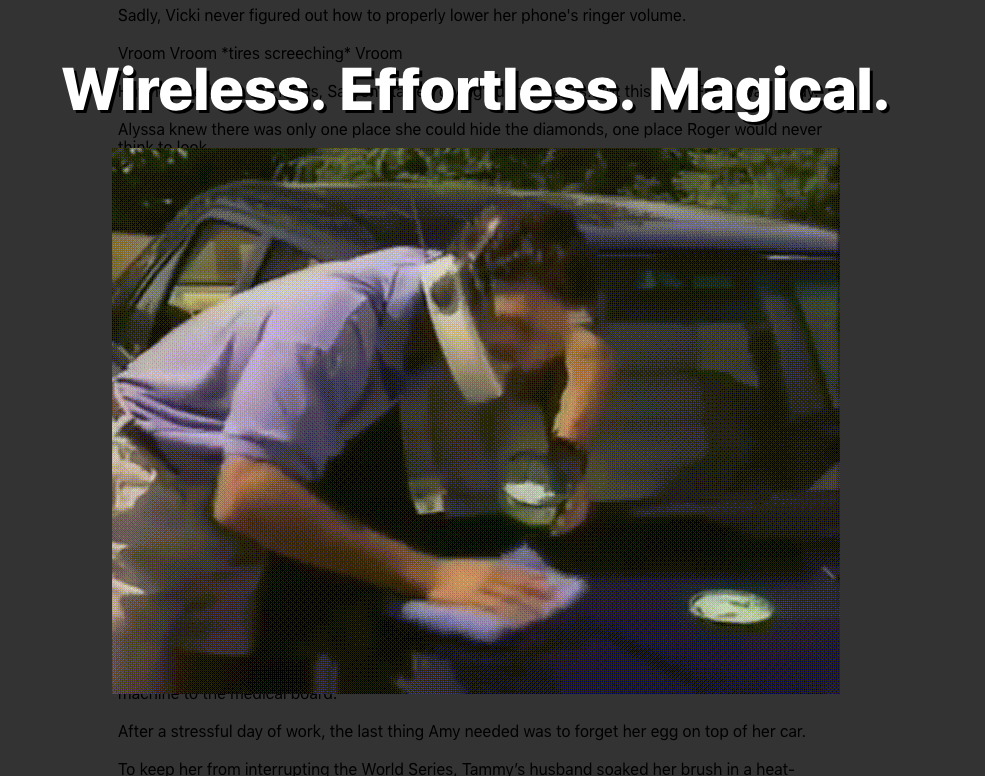 Sadly, Vicki never figured out how to properly lower her phone's ringer volume.
Vroom Vroom *tires screeching* Vroom
Wireless. Effortless. Magical.
Alyssa knew there was only one place she could hide the diamonds, one place Roger would never
think to look.
machine to the medical board.
After a stressful day of work, the last thing Amy needed was to forget her egg on top of her car.
To keep her from interrupting the World Series, Tammy's husband soaked her brush in a heat-